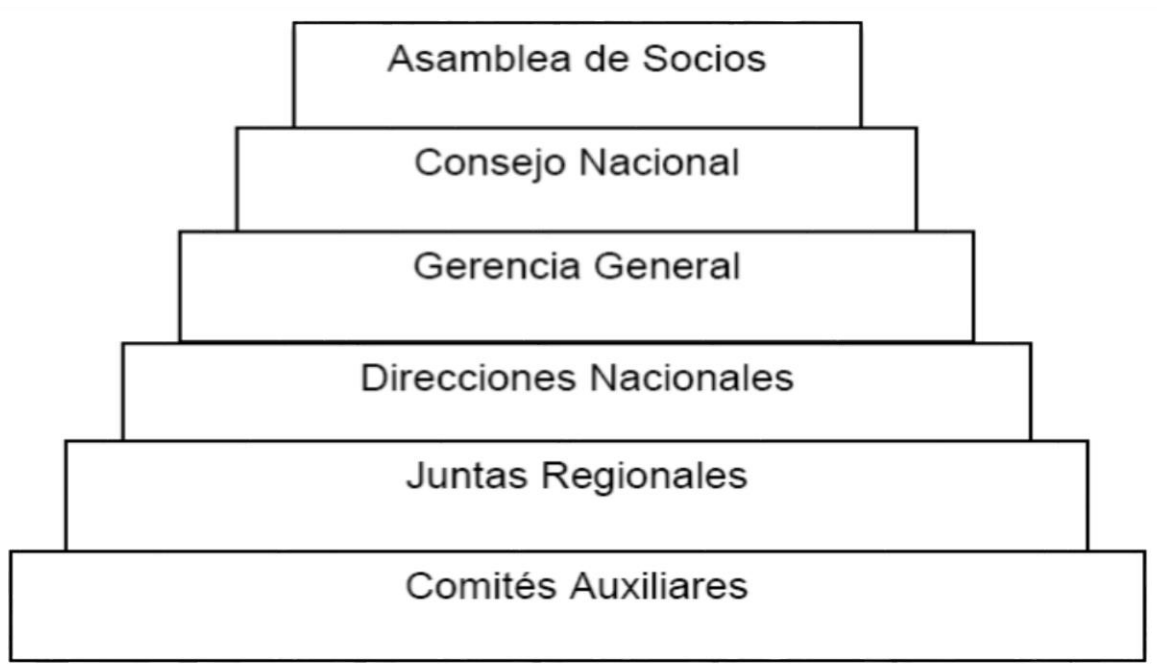 Asamblea de Socios
Consejo Nacional
Gerencia General
Direcciones Nacionales
Juntas Regionales
Comités Auxiliares